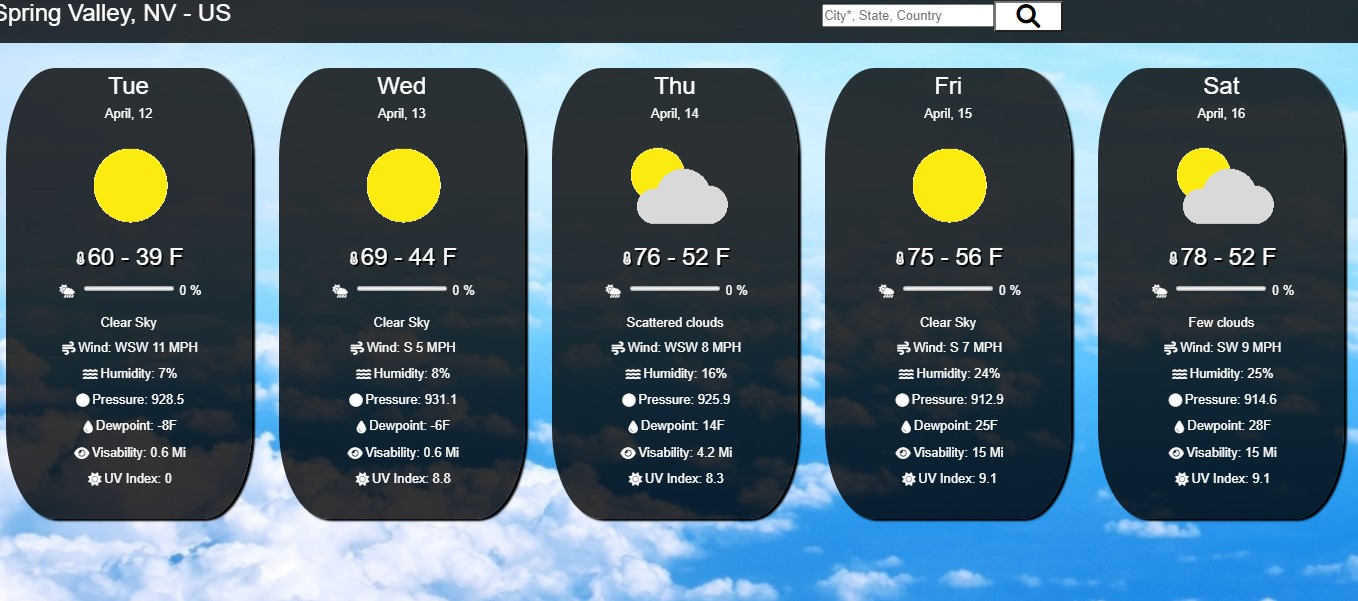 Spring Valley, NV - US
City*, State, Country
Tue
April, 12
60 - 39 F
0 %
Clear Sky
Wind: WSW 11 MPH
Humidity: 7%
Pressure: 928.5
Dewpoint: -8F
Visability: 0.6 Mi
UV Index: 0
Wed
April, 13
69 - 44 F
0 %
Clear Sky
Wind: S 5 MPH
Humidity: 8%
Pressure: 931.1
Dewpoint: -6F
Visability: 0.6 Mi
UV Index: 8.8
Thu
April, 14
76 - 52 F
0 %
Scattered clouds
Wind: WSW 8 MPH
Humidity: 16%
Pressure: 925.9
Dewpoint: 14F
Visability: 4.2 Mi
UV Index: 8.3
Fri
April, 15
75 - 56 F
0 %
Clear Sky
Wind: S 7 MPH
Humidity: 24%
Pressure: 912.9
Dewpoint: 25F
Visability: 15 Mi
UV Index: 9.1
Sat
April, 16
78 - 52 F
0 %
Few clouds
Wind: SW 9 MPH
Humidity: 25%
Pressure: 914.6
Dewpoint: 28F
Visability: 15 Mi
UV Index: 9.1